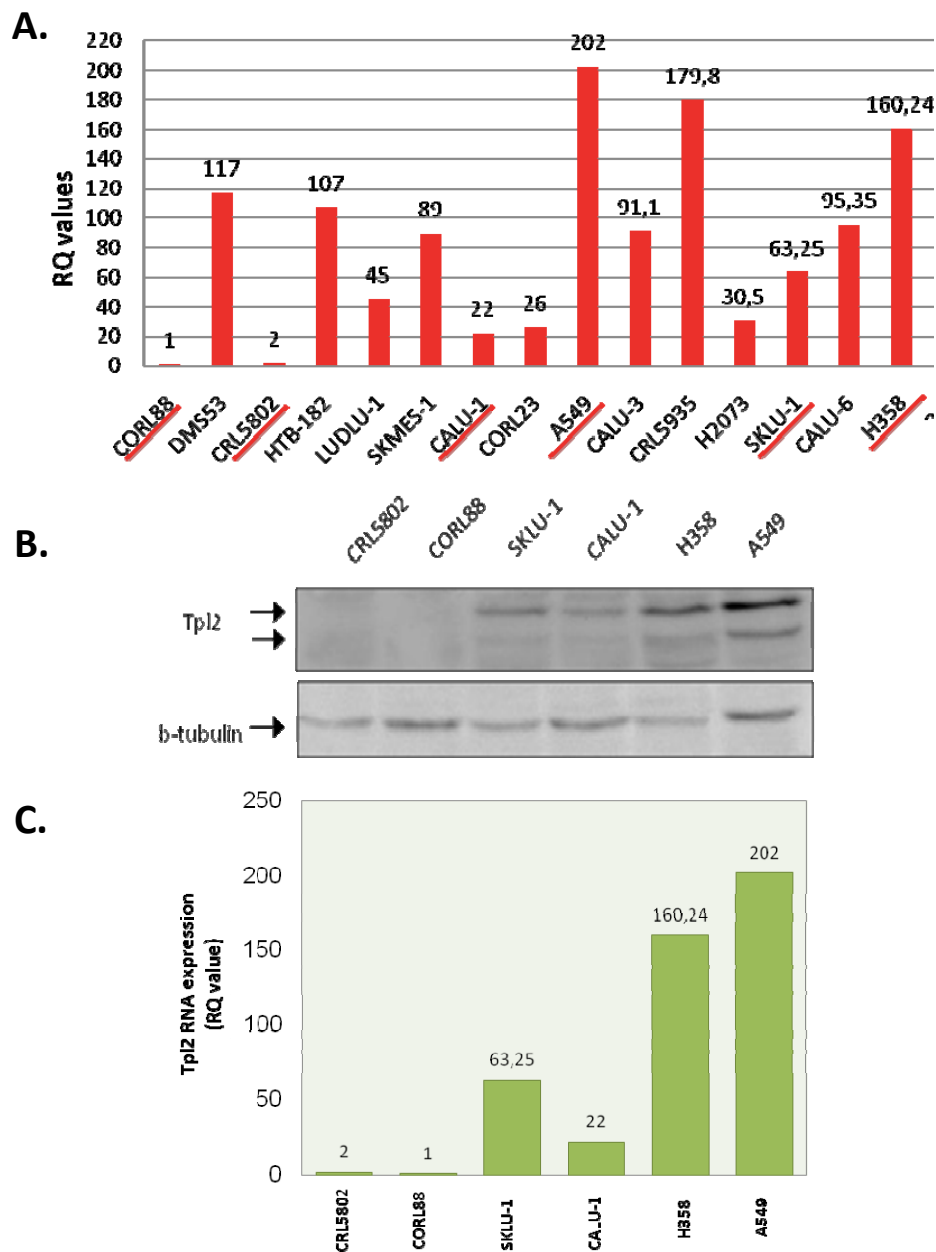 A.
RQ values
220
200
180
160
140
120
100
80
60
40
20
0
1
117
2
107
45
89
22
26
202
91,1
179,8
30,5
63,25
95,35
160,24
CORL88
DMS53
CRL5802
HTB-182
LUDLU-1
SKMES-1
CALU-1
CORL23
A549
CALU-3
CRL5935
H2073
SKLU-1
CALU-6
H358
B.
CRL5802
CORL88
SKLU-1
CALU-1
H358
A549
Tpl2
b-tubulin
C.
Tpl2 RNA expression
(RQ value)
250
200
150
100
50
0
2
1
63,25
22
160,24
202
CRL5802
CORL88
SKLU-1
CALU-1
H358
A549